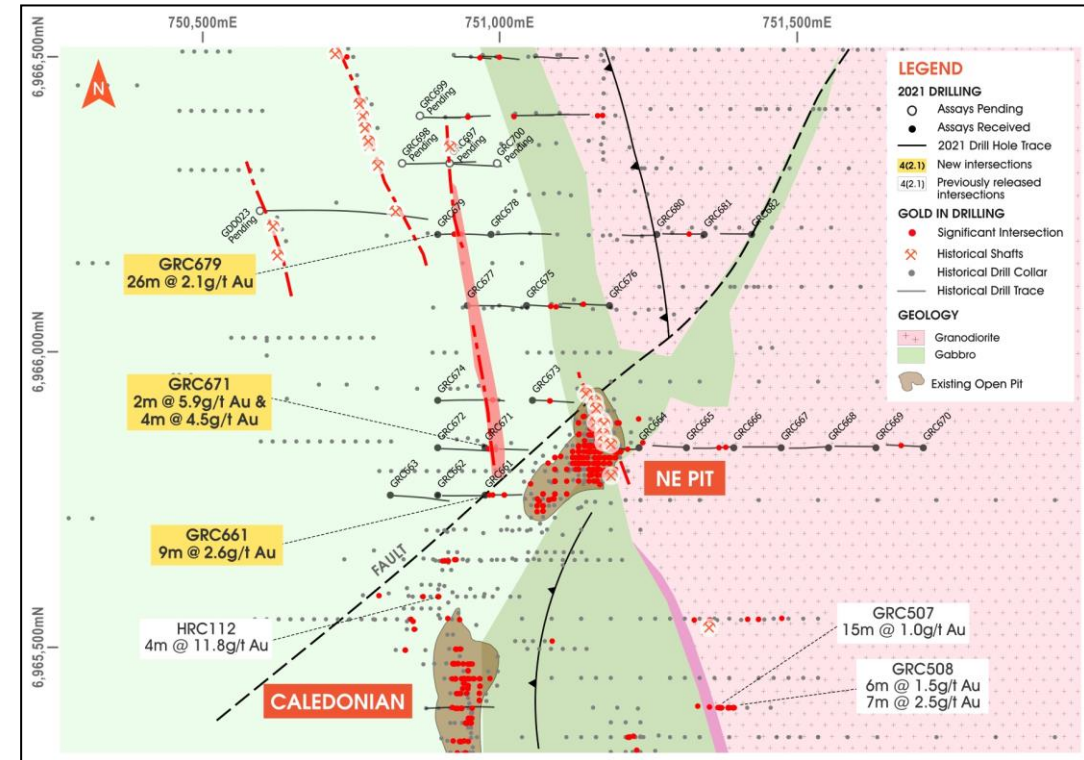 750,500mE
751,000mE
751,500mE
6,966,500mN
6,966,000mN
6,965,500mN
N
LEGEND
2021 DRILLING
Assays Pending
Assays Received
2021 Drill Hole Trace
4(2.1) New intersections
4(2.1) Previously released
intersections
GOLD IN DRILLING
Significant Intersection
Historical Shafts
Historical Drill Collar
Historical Drill Trace
GEOLOGY
Granodiorite
Gabbro
Existing Open Pit
GRC699
Pending
GRC698
Pending
Pending
GRC700
Pending
GDD023
Pending
GRC679
GRC678
GRC680
GRC681
GRC682
GRC679
26m @ 2.1g/t Au
GRC677
GRC675
GRC676
GRC671
2m @ 5.9g/t Au &
4m @ 4.5g/t Au
GRC674
GRC673
GRC672
GRC671
GRC664
GRC665
GRC666
GRC667
GRC668
GRC669
GRC670
GRC663
GRC662
GRC661
NE PIT
GRC661
9m @ 2.6g/t Au
FAULT
HRC112
4m @ 11.8g/t Au
GRC507
15m @ 1.0g/t Au
GRC508
6m @ 1.5g/t Au
7m @ 2.5g/t Au
CALEDONIAN